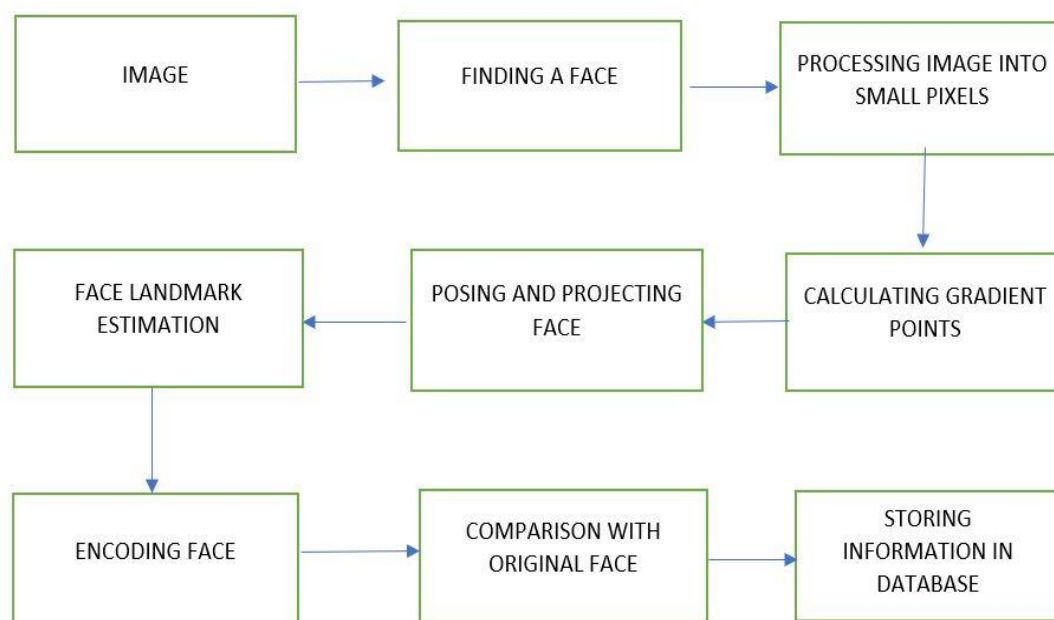 IMAGE
FINDING A FACE
PROCESSING IMAGE INTO
SMALL PIXELS
CALCULATING GRADIENT
POINTS
POSING AND PROJECTING
FACE
FACE LANDMARK
ESTIMATION
ENCODING FACE
COMPARISON WITH
ORIGINAL FACE
STORING
INFORMATION IN
DATABASE